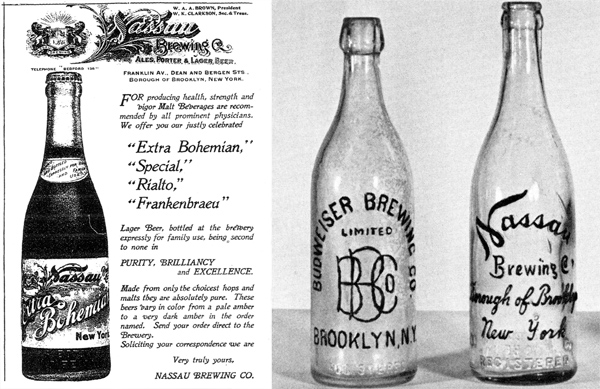 W. A. A. BROWN, President
W. K. CLARKSON, Sec. & Treas.
Nassau
Brewing Co.
ALES, PORTER & LAGER BEER.
TELEPHONE "BEDFORD
FRANKLIN AV., DEAN AND BERGEN STS.
BOROUGH OF BROOKLYN, NEW YORK.
FOR producing health, strength and
vigor Malt Beverages are recom-
mended by all prominent physicians.
We offer you our justly celebrated
"Extra Bohemian,"
"Special,"
"Rialto,"
"Frankenbraeu"
Lager Beer, bottled at the brewery
expressly for family use, being second
to none in
PURITY, BRILLIANCY
and EXCELLENCE.
Made from only the choicest hops and
malts they are absolutely pure. These
beers vary in color from a pale amber
to a very dark amber in the order
named. Send your order direct to the
Brewery.
Soliciting your correspondence we are
Very truly yours,
NASSAU BREWING CO.
Nassau
Extra
Bohemian
New York
BUDWEISER BREWING CO
LIMITED
BBCo
BROOKLYN, N.Y.
Nassau
Brewing Co.
Borough of Brooklyn
New York
REGISTERED